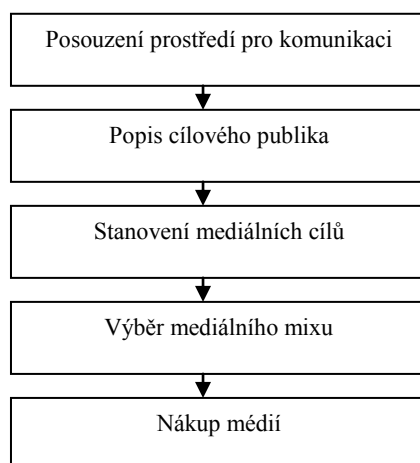 Posouzení prostředí pro komunikaci
Popis cílového publika
Stanovení mediálních cílů
Výběr mediálního mixu
Nákup médií